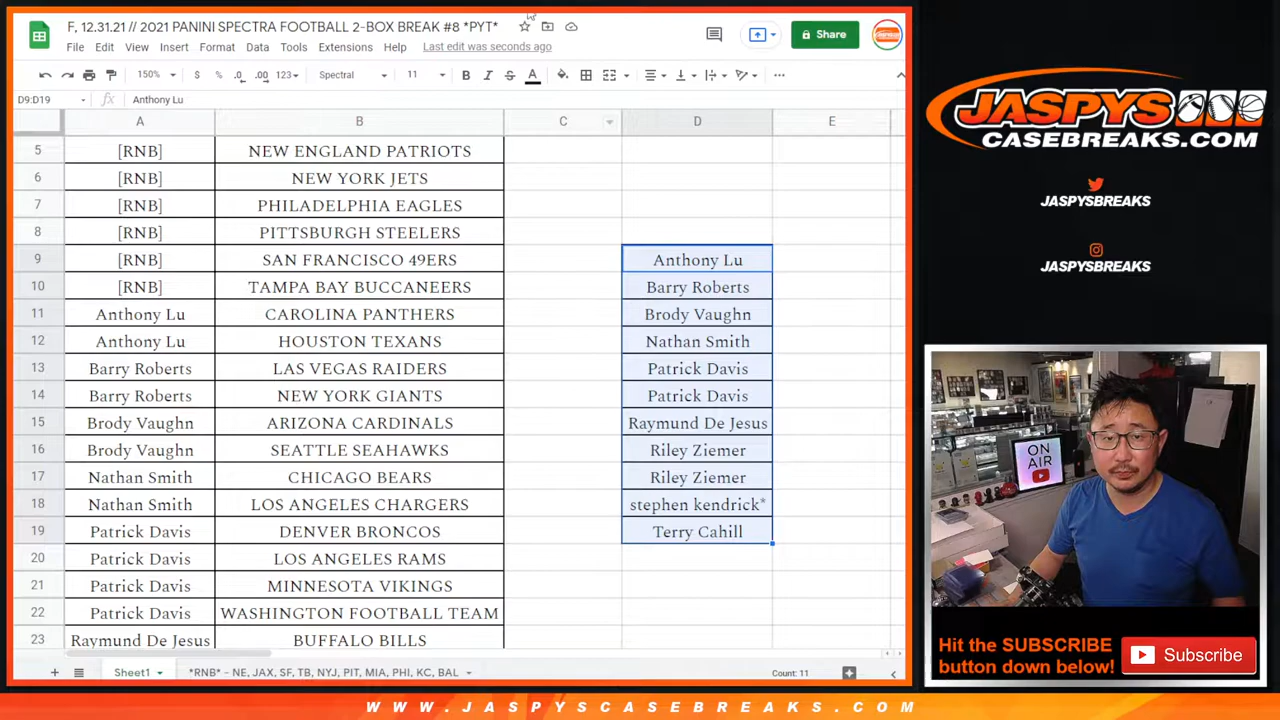 F, 12.31.21 // 2021 PANINI SPECTRA FOOTBALL 2-BOX BREAK #8 *PYT*
File Edit View Insert Format Data Tools Extensions Help Last edit was seconds ago
Share
150% $ % .0 .00 123 Spectral 11 B I S A
D9:D19 fx Anthony Lu
A B C D E
5 [RNB] NEW ENGLAND PATRIOTS
6 [RNB] NEW YORK JETS
7 [RNB] PHILADELPHIA EAGLES
8 [RNB] PITTSBURGH STEELERS
9 [RNB] SAN FRANCISCO 49ERS Anthony Lu
10 [RNB] TAMPA BAY BUCCANEERS Barry Roberts
11 Anthony Lu CAROLINA PANTHERS Brody Vaughn
12 Anthony Lu HOUSTON TEXANS Nathan Smith
13 Barry Roberts LAS VEGAS RAIDERS Patrick Davis
14 Barry Roberts NEW YORK GIANTS Patrick Davis
15 Brody Vaughn ARIZONA CARDINALS Raymund De Jesus
16 Brody Vaughn SEATTLE SEAHAWKS Riley Ziemer
17 Nathan Smith CHICAGO BEARS Riley Ziemer
18 Nathan Smith LOS ANGELES CHARGERS stephen kendrick*
19 Patrick Davis DENVER BRONCOS Terry Cahill
20 Patrick Davis LOS ANGELES RAMS
21 Patrick Davis MINNESOTA VIKINGS
22 Patrick Davis WASHINGTON FOOTBALL TEAM
23 Raymund De Jesus BUFFALO BILLS
Sheet1 *RNB* - NE, JAX, SF, TB, NYJ, PIT, MIA, PHI, KC, BAL Count: 11
JASPYS
CASEBREAKS.COM
JASPYSBREAKS
JASPYSBREAKS
ON
AIR
Hit the SUBSCRIBE
button down below!
Subscribe
WWW.JASPYSCASEBREAKS.COM